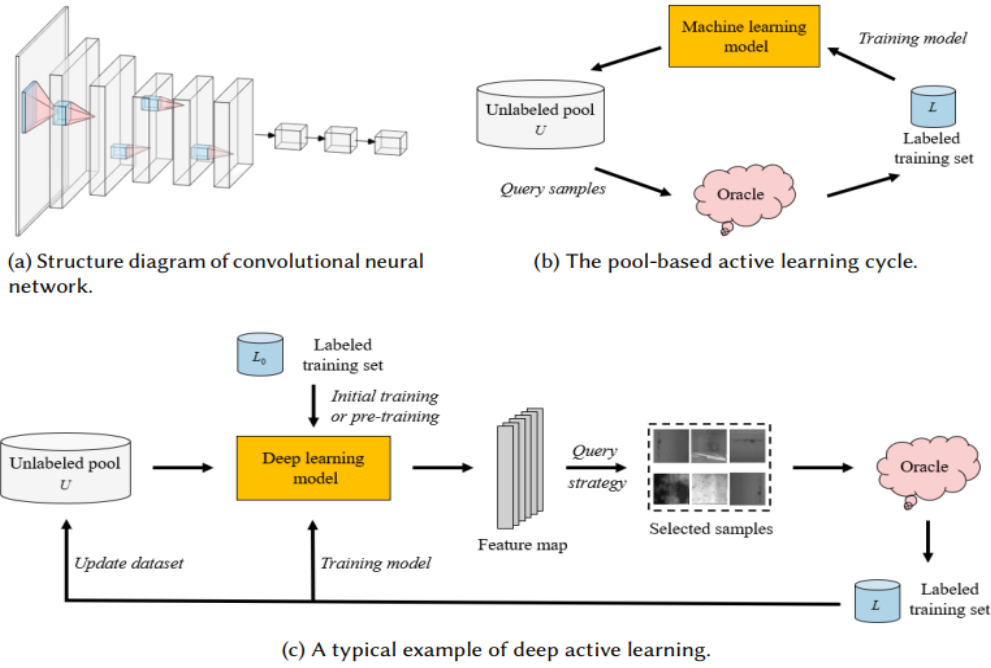 Machine learning
model
Training model
Unlabeled pool
U
L
Labeled
training set
Query samples
Oracle
(a) Structure diagram of convolutional neural
network.
(b) The pool-based active learning cycle.
L₀
Labeled
training set
Initial training
or pre-training
Unlabeled pool
U
Deep learning
model
Query
strategy
Feature map
Selected samples
Oracle
Update dataset
Training model
L
Labeled
training set
(c) A typical example of deep active learning.